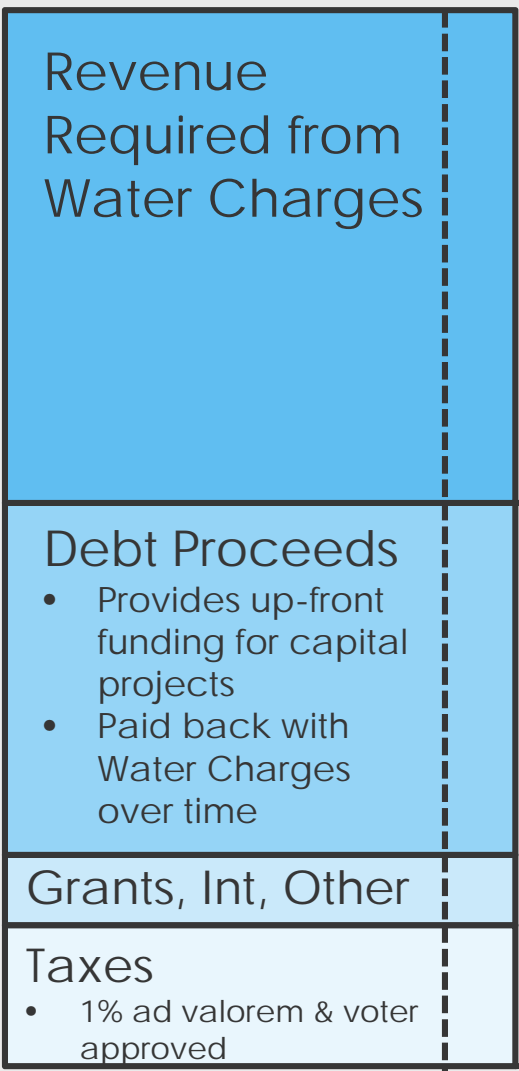 Revenue
Required from
Water Charges
Debt Proceeds
• Provides up-front
funding for capital
projects
• Paid back with
Water Charges
over time
Grants, Int, Other
Taxes
• 1% ad valorem & voter
approved